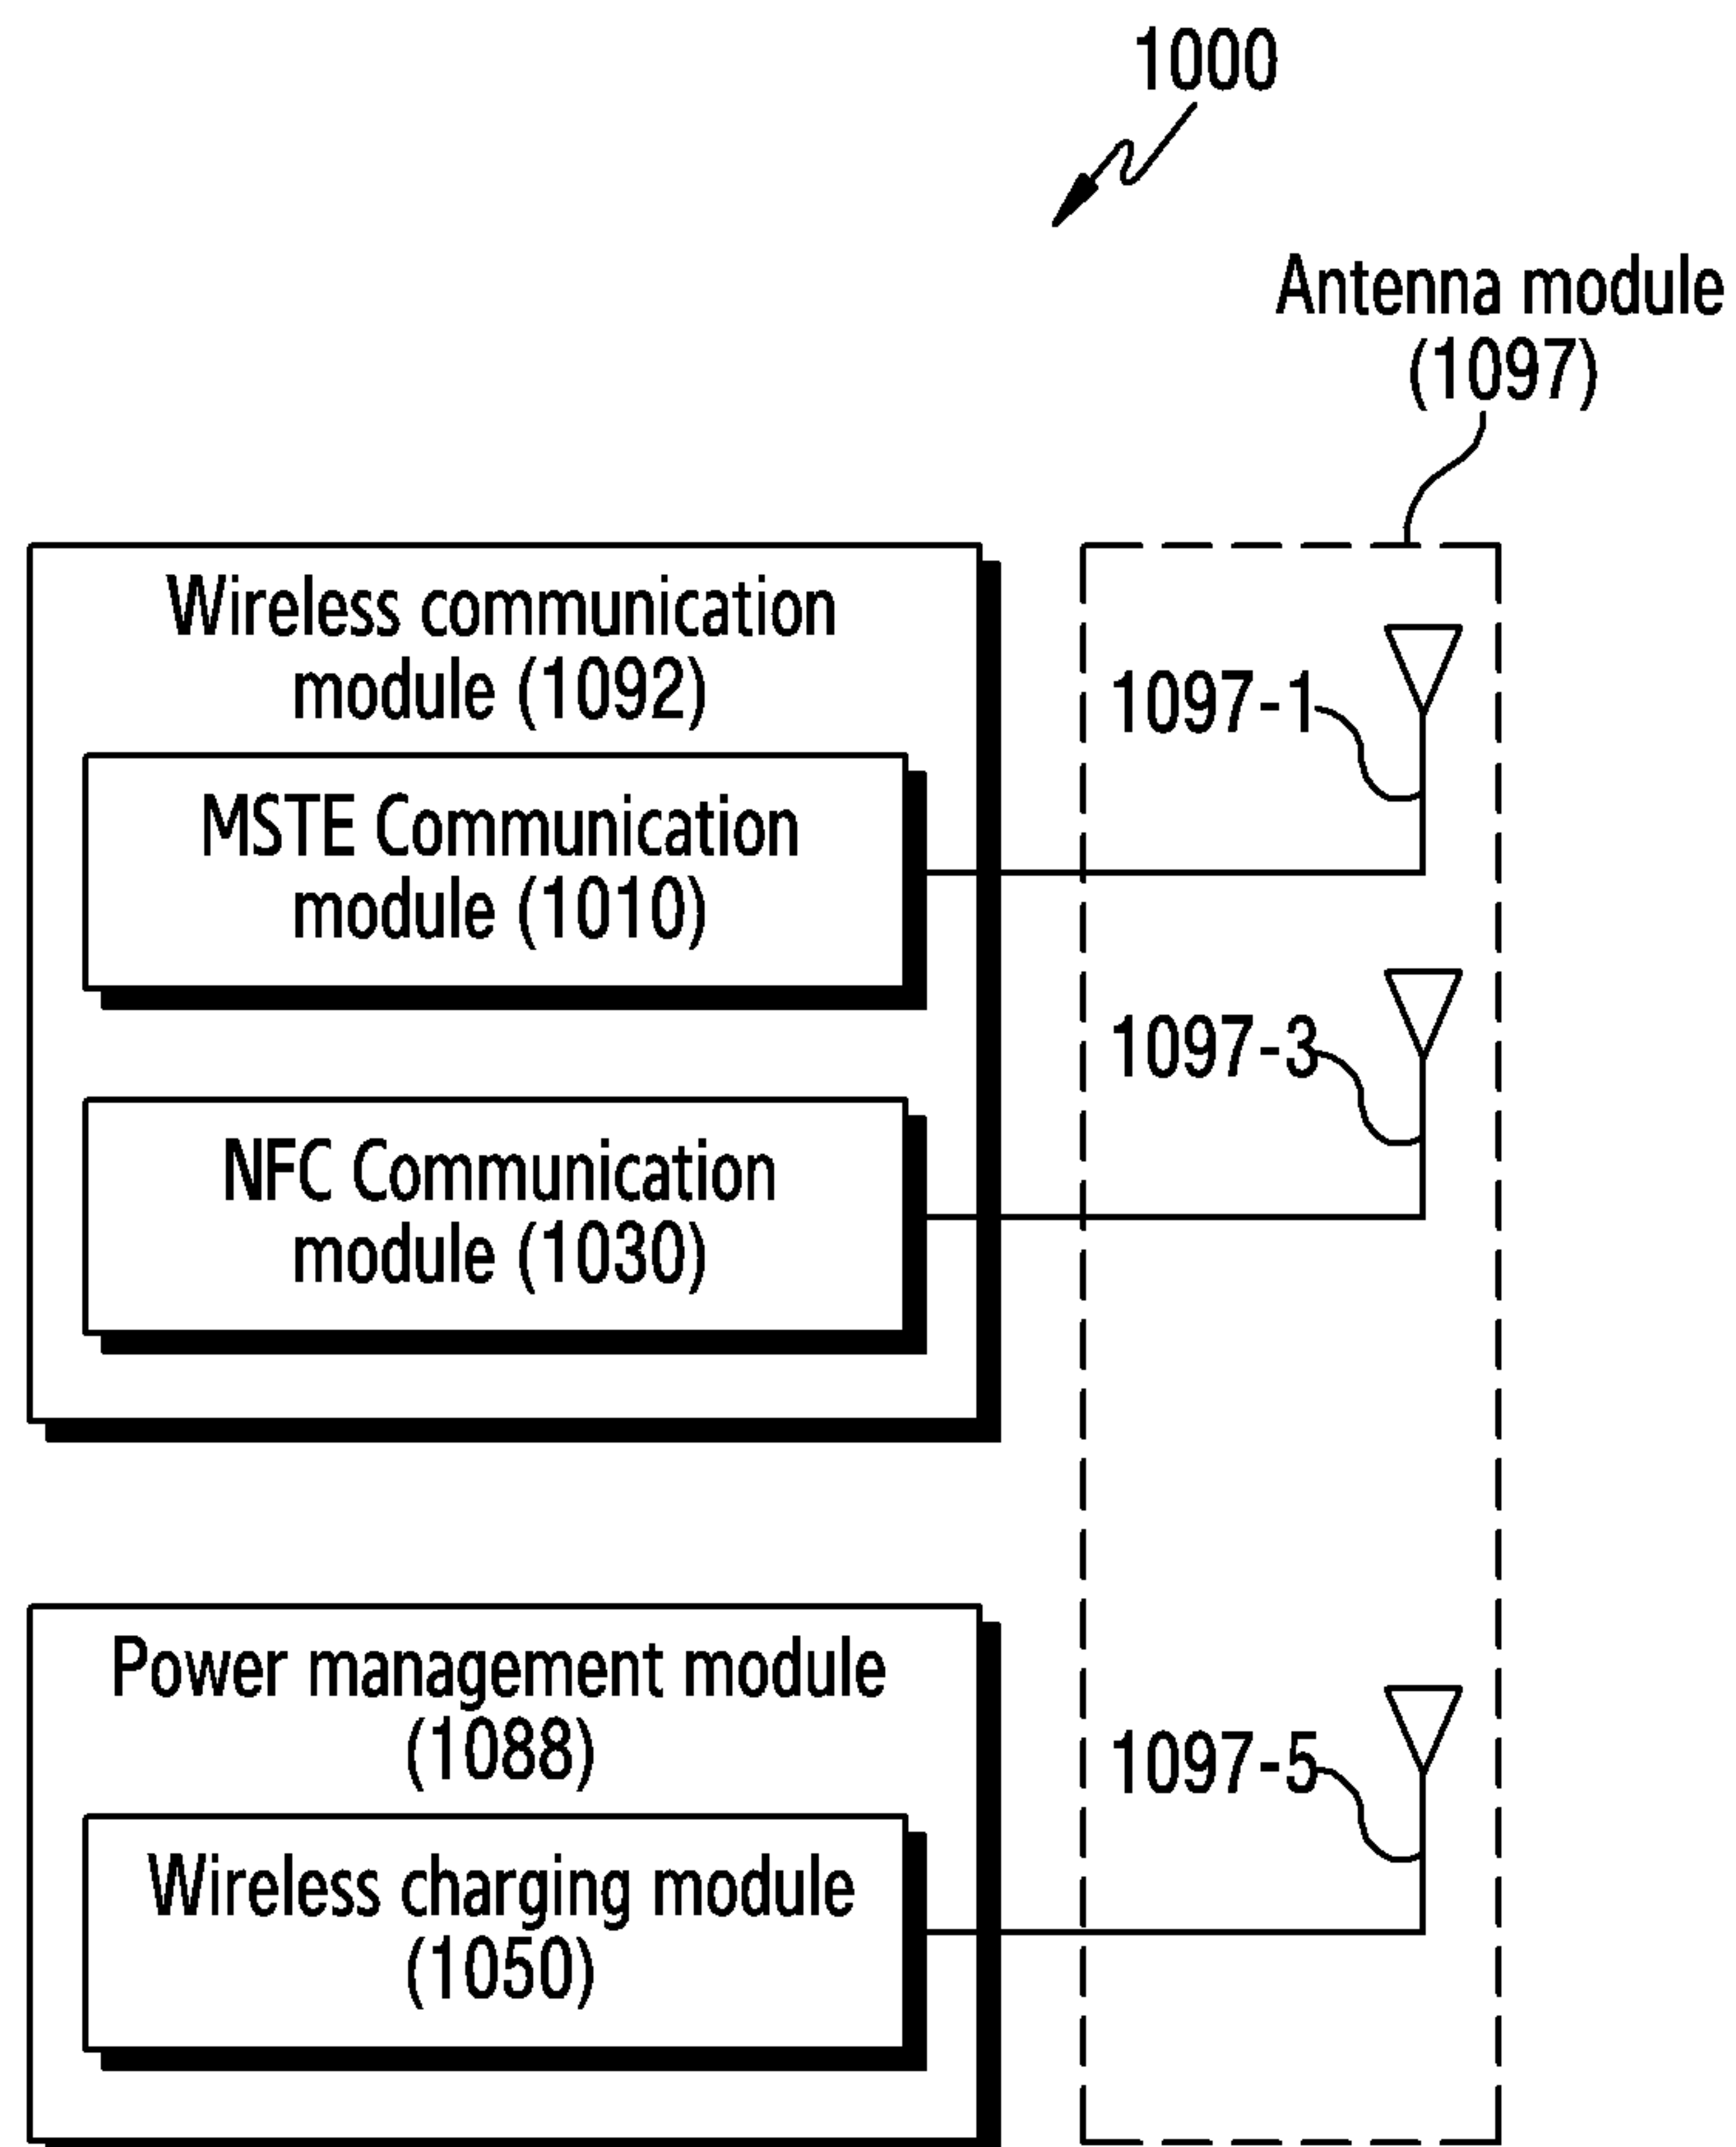 1000
Antenna module
(1097)
Wireless communication
module (1092)
1097-1
MSTE Communication
module (1010)
1097-3
NFC Communication
module (1030)
Power management module
(1088)
1097-5
Wireless charging module
(1050)